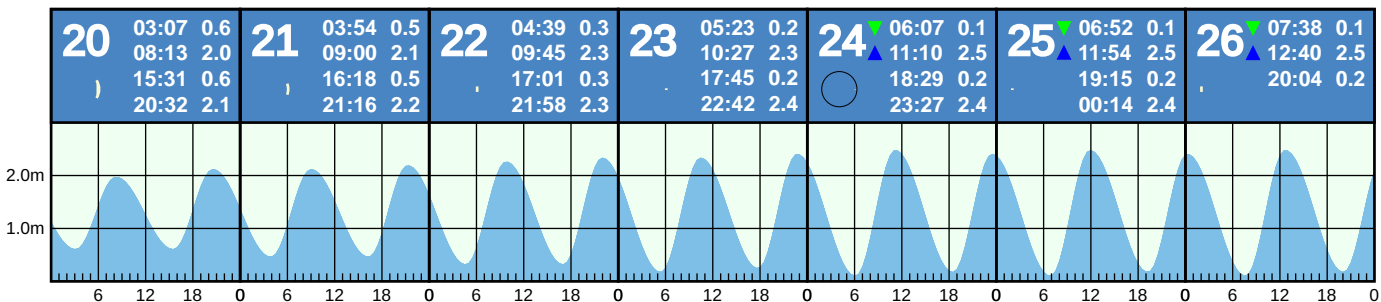 20 03:07 0.6 08:13 2.0 15:31 0.6 20:32 2.1
21 03:54 0.5 09:00 2.1 16:18 0.5 21:16 2.2
22 04:39 0.3 09:45 2.3 17:01 0.3 21:58 2.3
23 05:23 0.2 10:27 2.3 17:45 0.2 22:42 2.4
24 ▼ 06:07 0.1 ▲ 11:10 2.5 18:29 0.2 23:27 2.4
25 ▼ 06:52 0.1 ▲ 11:54 2.5 19:15 0.2 00:14 2.4
26 ▼ 07:38 0.1 ▲ 12:40 2.5 20:04 0.2
2.0m
1.0m
6 12 18 0 6 12 18 0 6 12 18 0 6 12 18 0 6 12 18 0 6 12 18 0 6 12 18 0